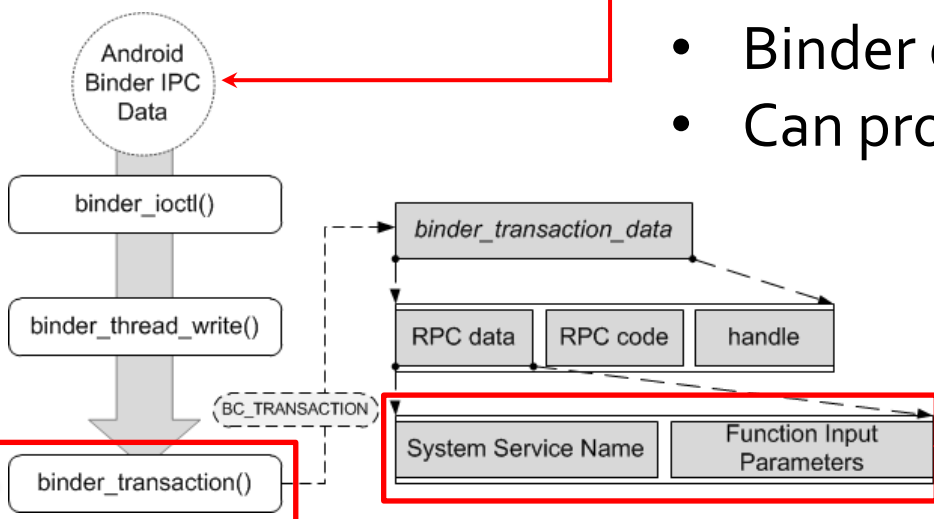 Android
Binder IPC
Data
binder_ioctl()
binder_thread_write()
binder_transaction()
BC_TRANSACTION
binder_transaction_data
RPC data
RPC code
handle
System Service Name
Function Input
Parameters
• Binder
• Can